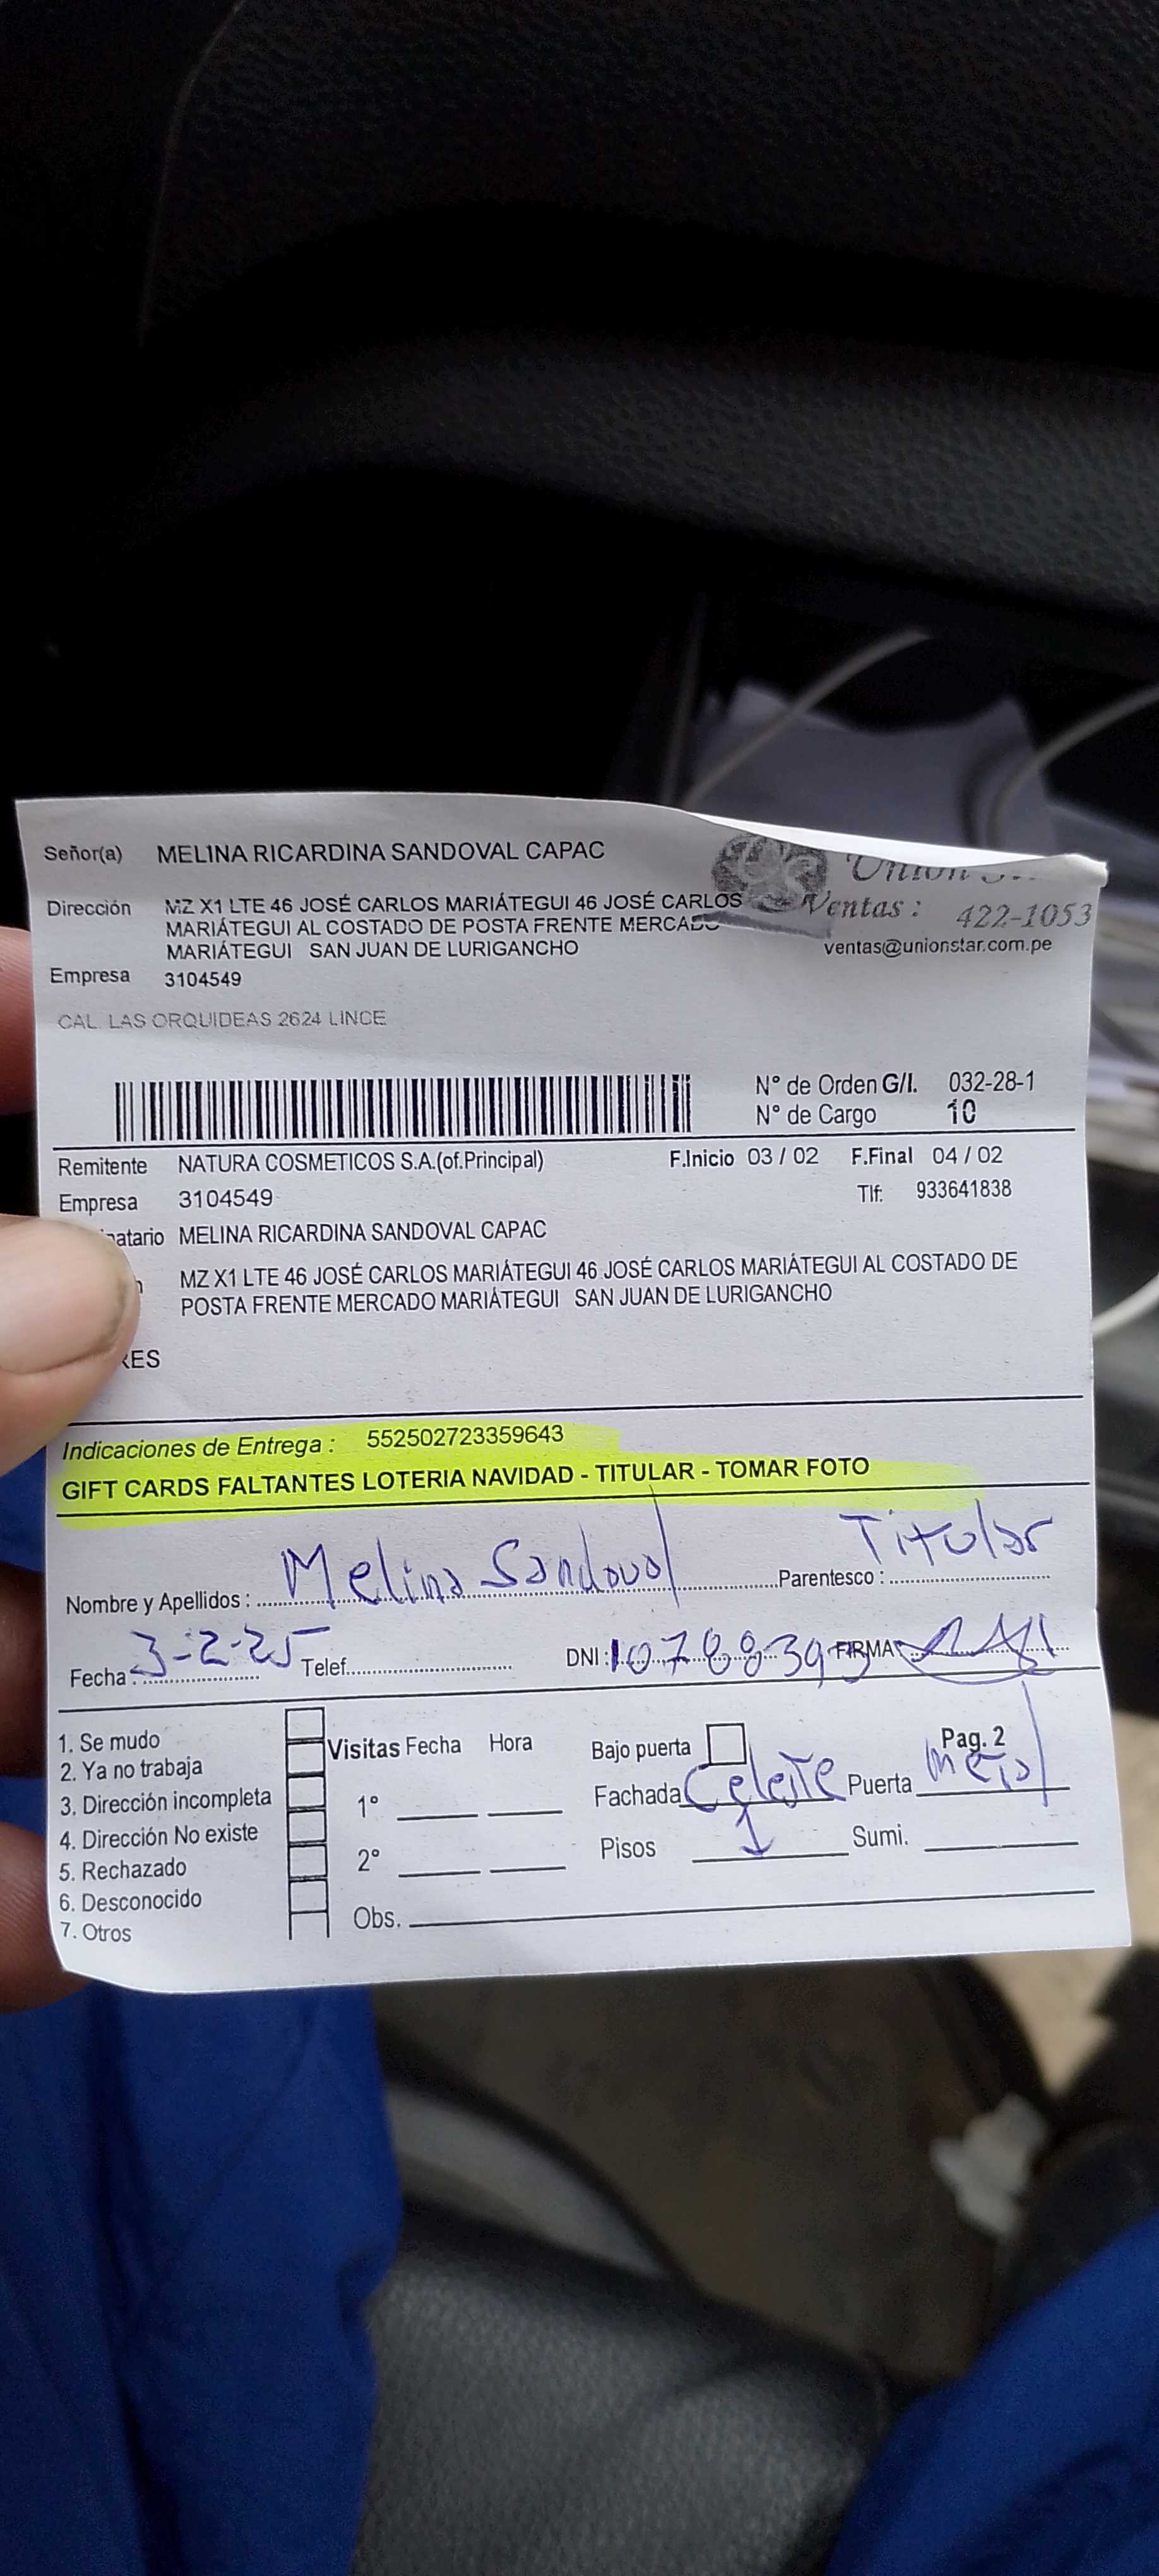 Señor(a) MELINA RICARDINA SANDOVAL CAPAC
Dirección MZ X1 LTE 46 JOSÉ CARLOS MARIÁTEGUI 46 JOSÉ CARLOS
MARIÁTEGUI AL COSTADO DE POSTA FRENTE MERCADO
MARIÁTEGUI SAN JUAN DE LURIGANCHO
Union
Ventas : 422-1053
ventas@unionstar.com.pe
Empresa 3104549
CAL. LAS ORQUIDEAS 2624 LINCE
N° de Orden G/I. 032-28-1
N° de Cargo 10
Remitente NATURA COSMETICOS S.A.(of.Principal) F.Inicio 03 / 02 F.Final 04 / 02
Empresa 3104549 Tlf: 933641838
natario MELINA RICARDINA SANDOVAL CAPAC
MZ X1 LTE 46 JOSÉ CARLOS MARIÁTEGUI 46 JOSÉ CARLOS MARIÁTEGUI AL COSTADO DE
POSTA FRENTE MERCADO MARIÁTEGUI SAN JUAN DE LURIGANCHO
RES
Indicaciones de Entrega : 552502723359643
GIFT CARDS FALTANTES LOTERIA NAVIDAD - TITULAR - TOMAR FOTO
Nombre y Apellidos : Melina Sandoval Parentesco : Titular
Fecha : 3-2-25 Telef. DNI : 10788393 FIRMA
1. Se mudo
2. Ya no trabaja
3. Dirección incompleta
4. Dirección No existe
5. Rechazado
6. Desconocido
7. Otros
Visitas Fecha Hora
1°
2°
Obs.
Bajo puerta Pag. 2
Fachada Celeste Puerta Metal
Pisos 1 Sumi.